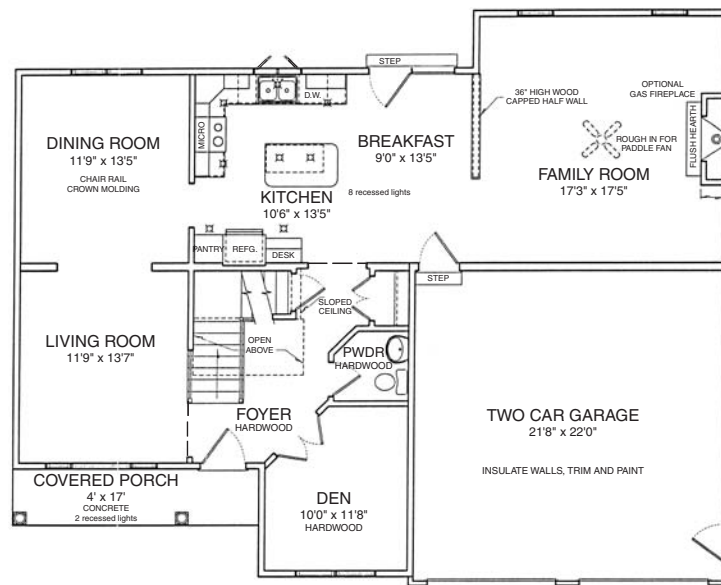 STEP
DINING ROOM
11'9" x 13'5"
CHAIR RAIL
CROWN MOLDING
MICRO
D.W.
BREAKFAST
9'0" x 13'5"
KITCHEN
10'6" x 13'5"
8 recessed lights
36" HIGH WOOD
CAPPED HALF WALL
OPTIONAL
GAS FIREPLACE
FLUSH HEARTH
ROUGH IN FOR
PADDLE FAN
FAMILY ROOM
17'3" x 17'5"
PANTRY
REFG.
DESK
STEP
SLOPED
CEILING
LIVING ROOM
11'9" x 13'7"
OPEN
ABOVE
PWDR
HARDWOOD
FOYER
HARDWOOD
TWO CAR GARAGE
21'8" x 22'0"
INSULATE WALLS, TRIM AND PAINT
COVERED PORCH
4' x 17'
CONCRETE
2 recessed lights
DEN
10'0" x 11'8"
HARDWOOD